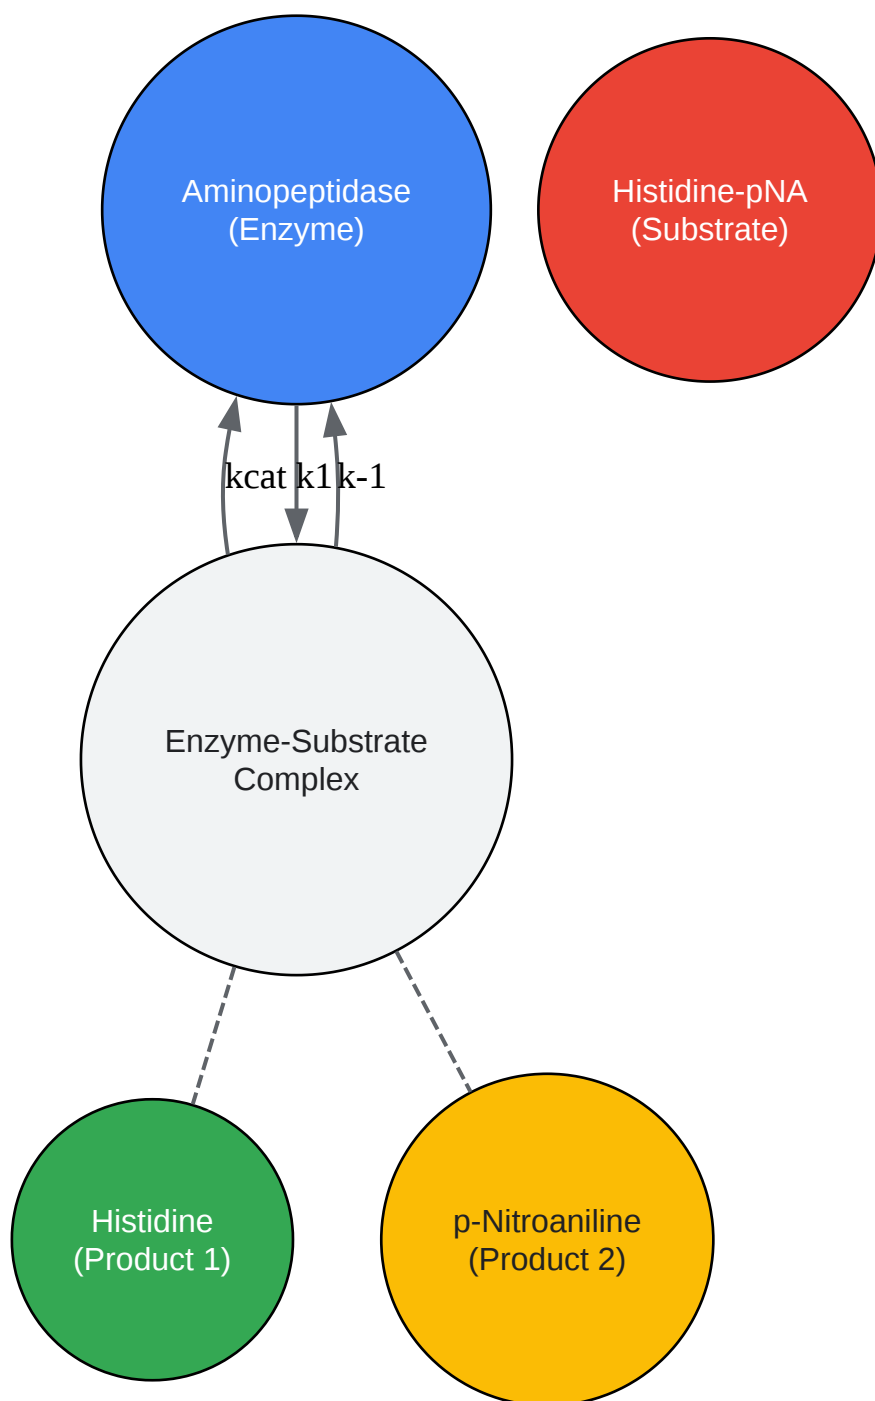 Aminopeptidase
(Enzyme)
Histidine-pNA
(Substrate)
kcat k1 k-1
Enzyme-Substrate
Complex
Histidine
(Product 1)
p-Nitroaniline
(Product 2)